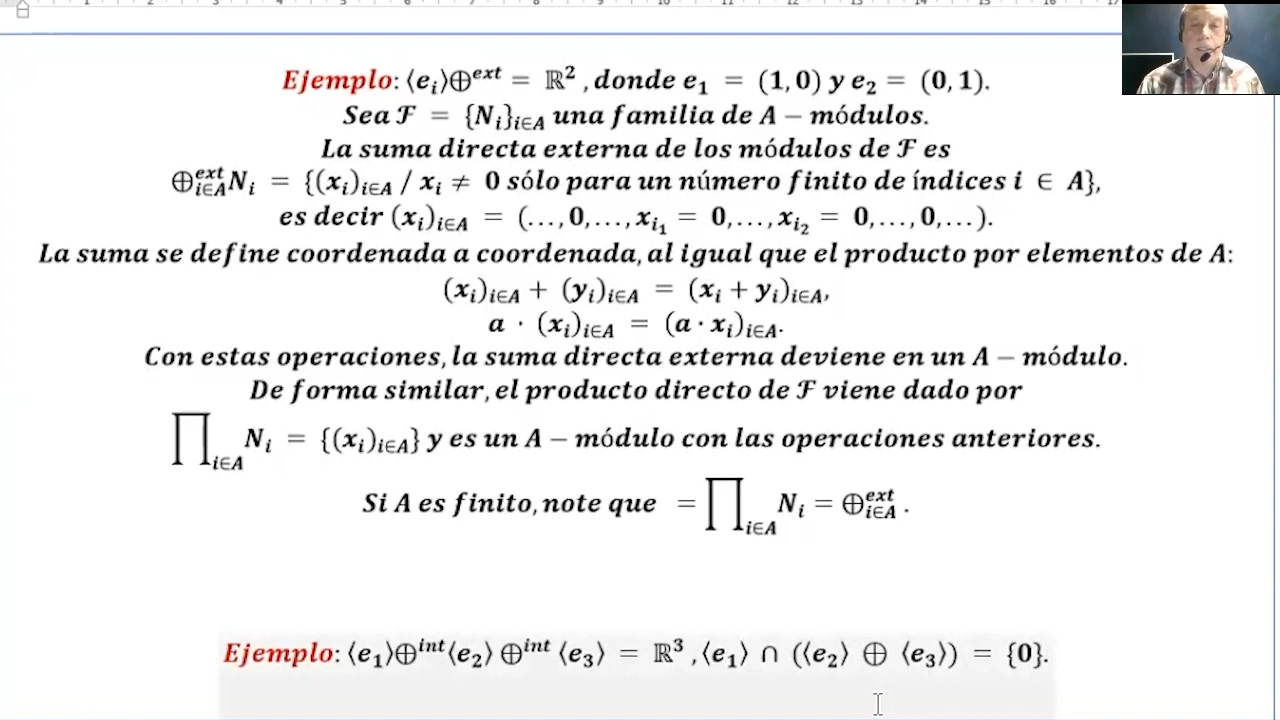 Ejemplo: ⟨eᵢ⟩⊕ᵉˣᵗ = ℝ², donde e₁ = (1, 0) y e₂ = (0, 1).
Sea ℱ = {Nᵢ}ᵢ∈A una familia de A − módulos.
La suma directa externa de los módulos de ℱ es
⊕ᵉˣᵗᵢ∈A Nᵢ = {(xᵢ)ᵢ∈A / xᵢ ≠ 0 sólo para un número finito de índices i ∈ A},
es decir (xᵢ)ᵢ∈A = (…, 0, …, xᵢ₁ = 0, …, xᵢ₂ = 0, …, 0, …).
La suma se define coordenada a coordenada, al igual que el producto por elementos de A:
(xᵢ)ᵢ∈A + (yᵢ)ᵢ∈A = (xᵢ + yᵢ)ᵢ∈A,
a · (xᵢ)ᵢ∈A = (a · xᵢ)ᵢ∈A.
Con estas operaciones, la suma directa externa deviene en un A − módulo.
De forma similar, el producto directo de ℱ viene dado por
∏ᵢ∈A Nᵢ = {(xᵢ)ᵢ∈A} y es un A − módulo con las operaciones anteriores.
Si A es finito, note que = ∏ᵢ∈A Nᵢ = ⊕ᵉˣᵗᵢ∈A.
Ejemplo: ⟨e₁⟩⊕ⁱⁿᵗ⟨e₂⟩ ⊕ⁱⁿᵗ ⟨e₃⟩ = ℝ³, ⟨e₁⟩ ∩ (⟨e₂⟩ ⊕ ⟨e₃⟩) = {0}.